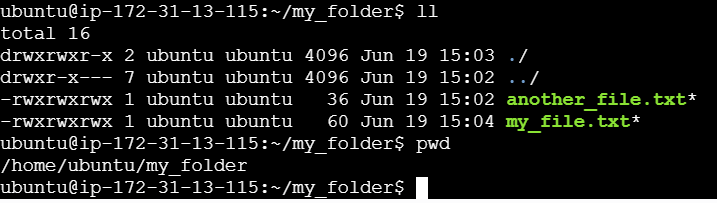 ubuntu@ip-172-31-13-115:~/my_folder$ ll
total 16
drwxrwxr-x 2 ubuntu ubuntu 4096 Jun 19 15:03 ./
drwxr-x--- 7 ubuntu ubuntu 4096 Jun 19 15:02 ../
-rwxrwxrwx 1 ubuntu ubuntu   36 Jun 19 15:02 another_file.txt*
-rwxrwxrwx 1 ubuntu ubuntu   60 Jun 19 15:04 my_file.txt*
ubuntu@ip-172-31-13-115:~/my_folder$ pwd
/home/ubuntu/my_folder
ubuntu@ip-172-31-13-115:~/my_folder$